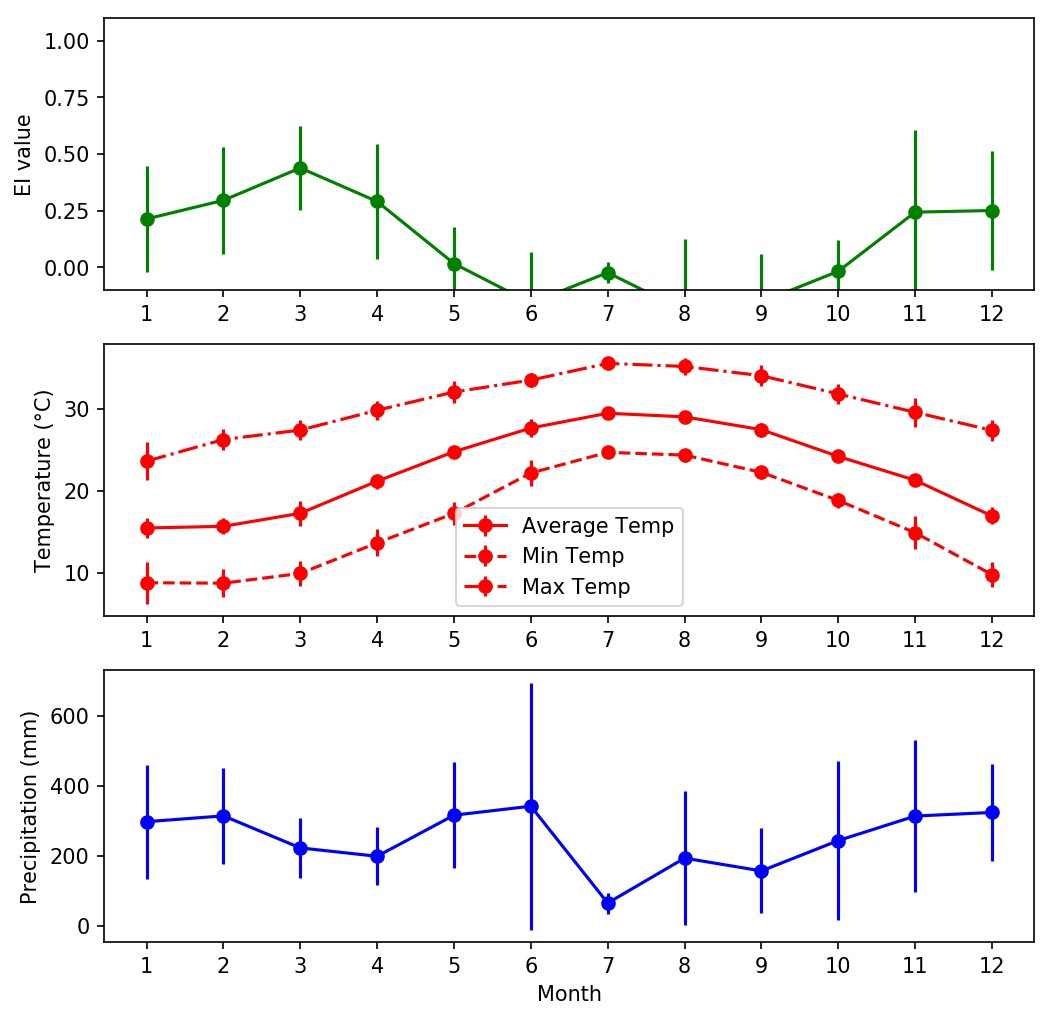 EI value
1.00
0.75
0.50
0.25
0.00
1 2 3 4 5 6 7 8 9 10 11 12
Temperature (°C)
30
20
10
Average Temp
Min Temp
Max Temp
1 2 3 4 5 6 7 8 9 10 11 12
Precipitation (mm)
600
400
200
0
1 2 3 4 5 6 7 8 9 10 11 12
Month